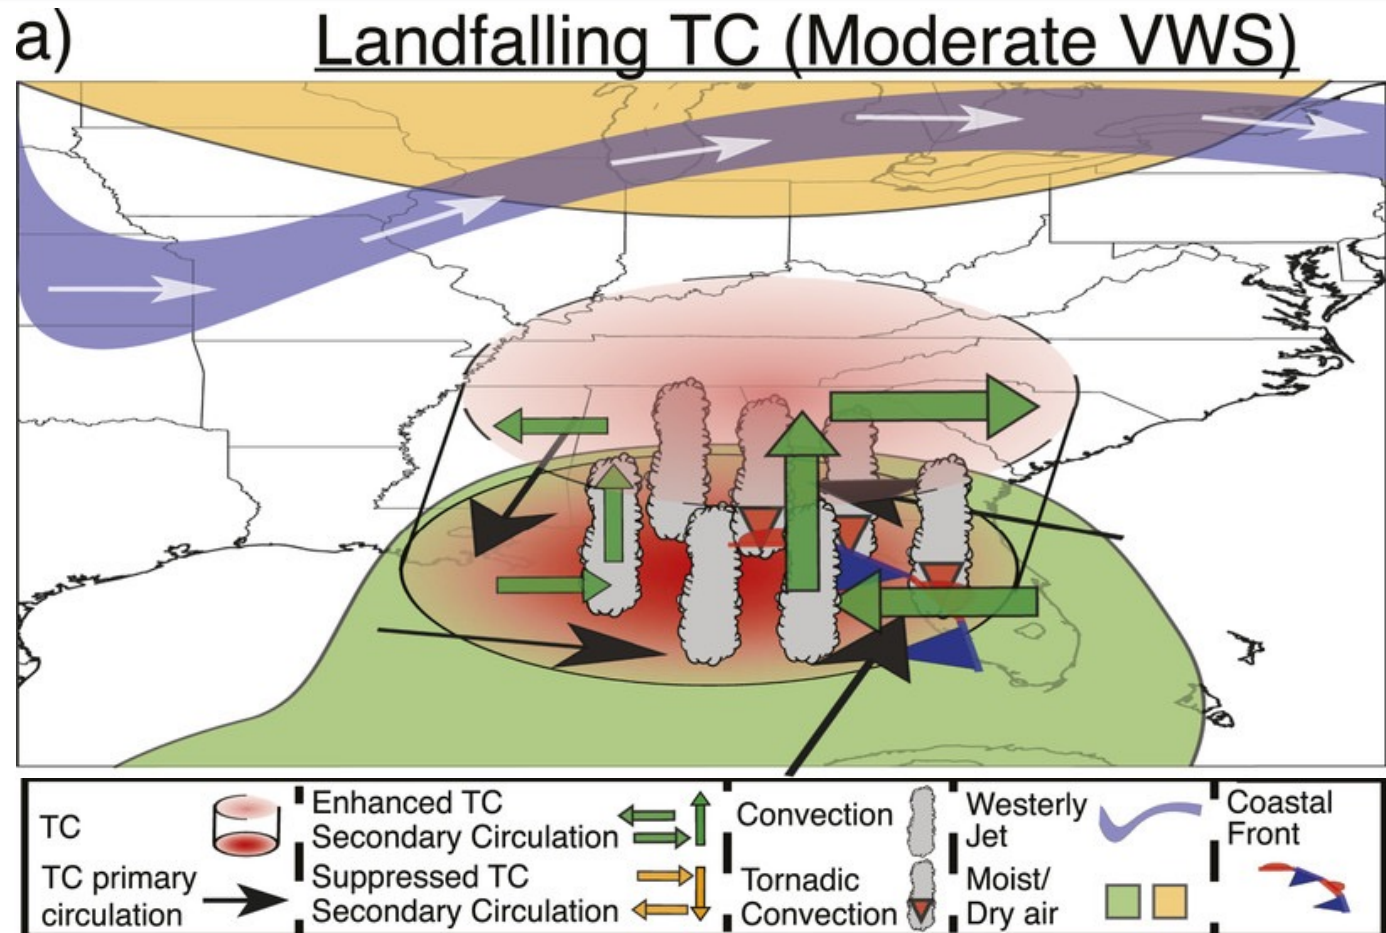 a)
Landfalling TC (Moderate VWS)
TC
TC primary
circulation
Enhanced TC
Secondary Circulation
Suppressed TC
Secondary Circulation
Convection
Tornadic
Convection
Westerly
Jet
Moist/
Dry air
Coastal
Front